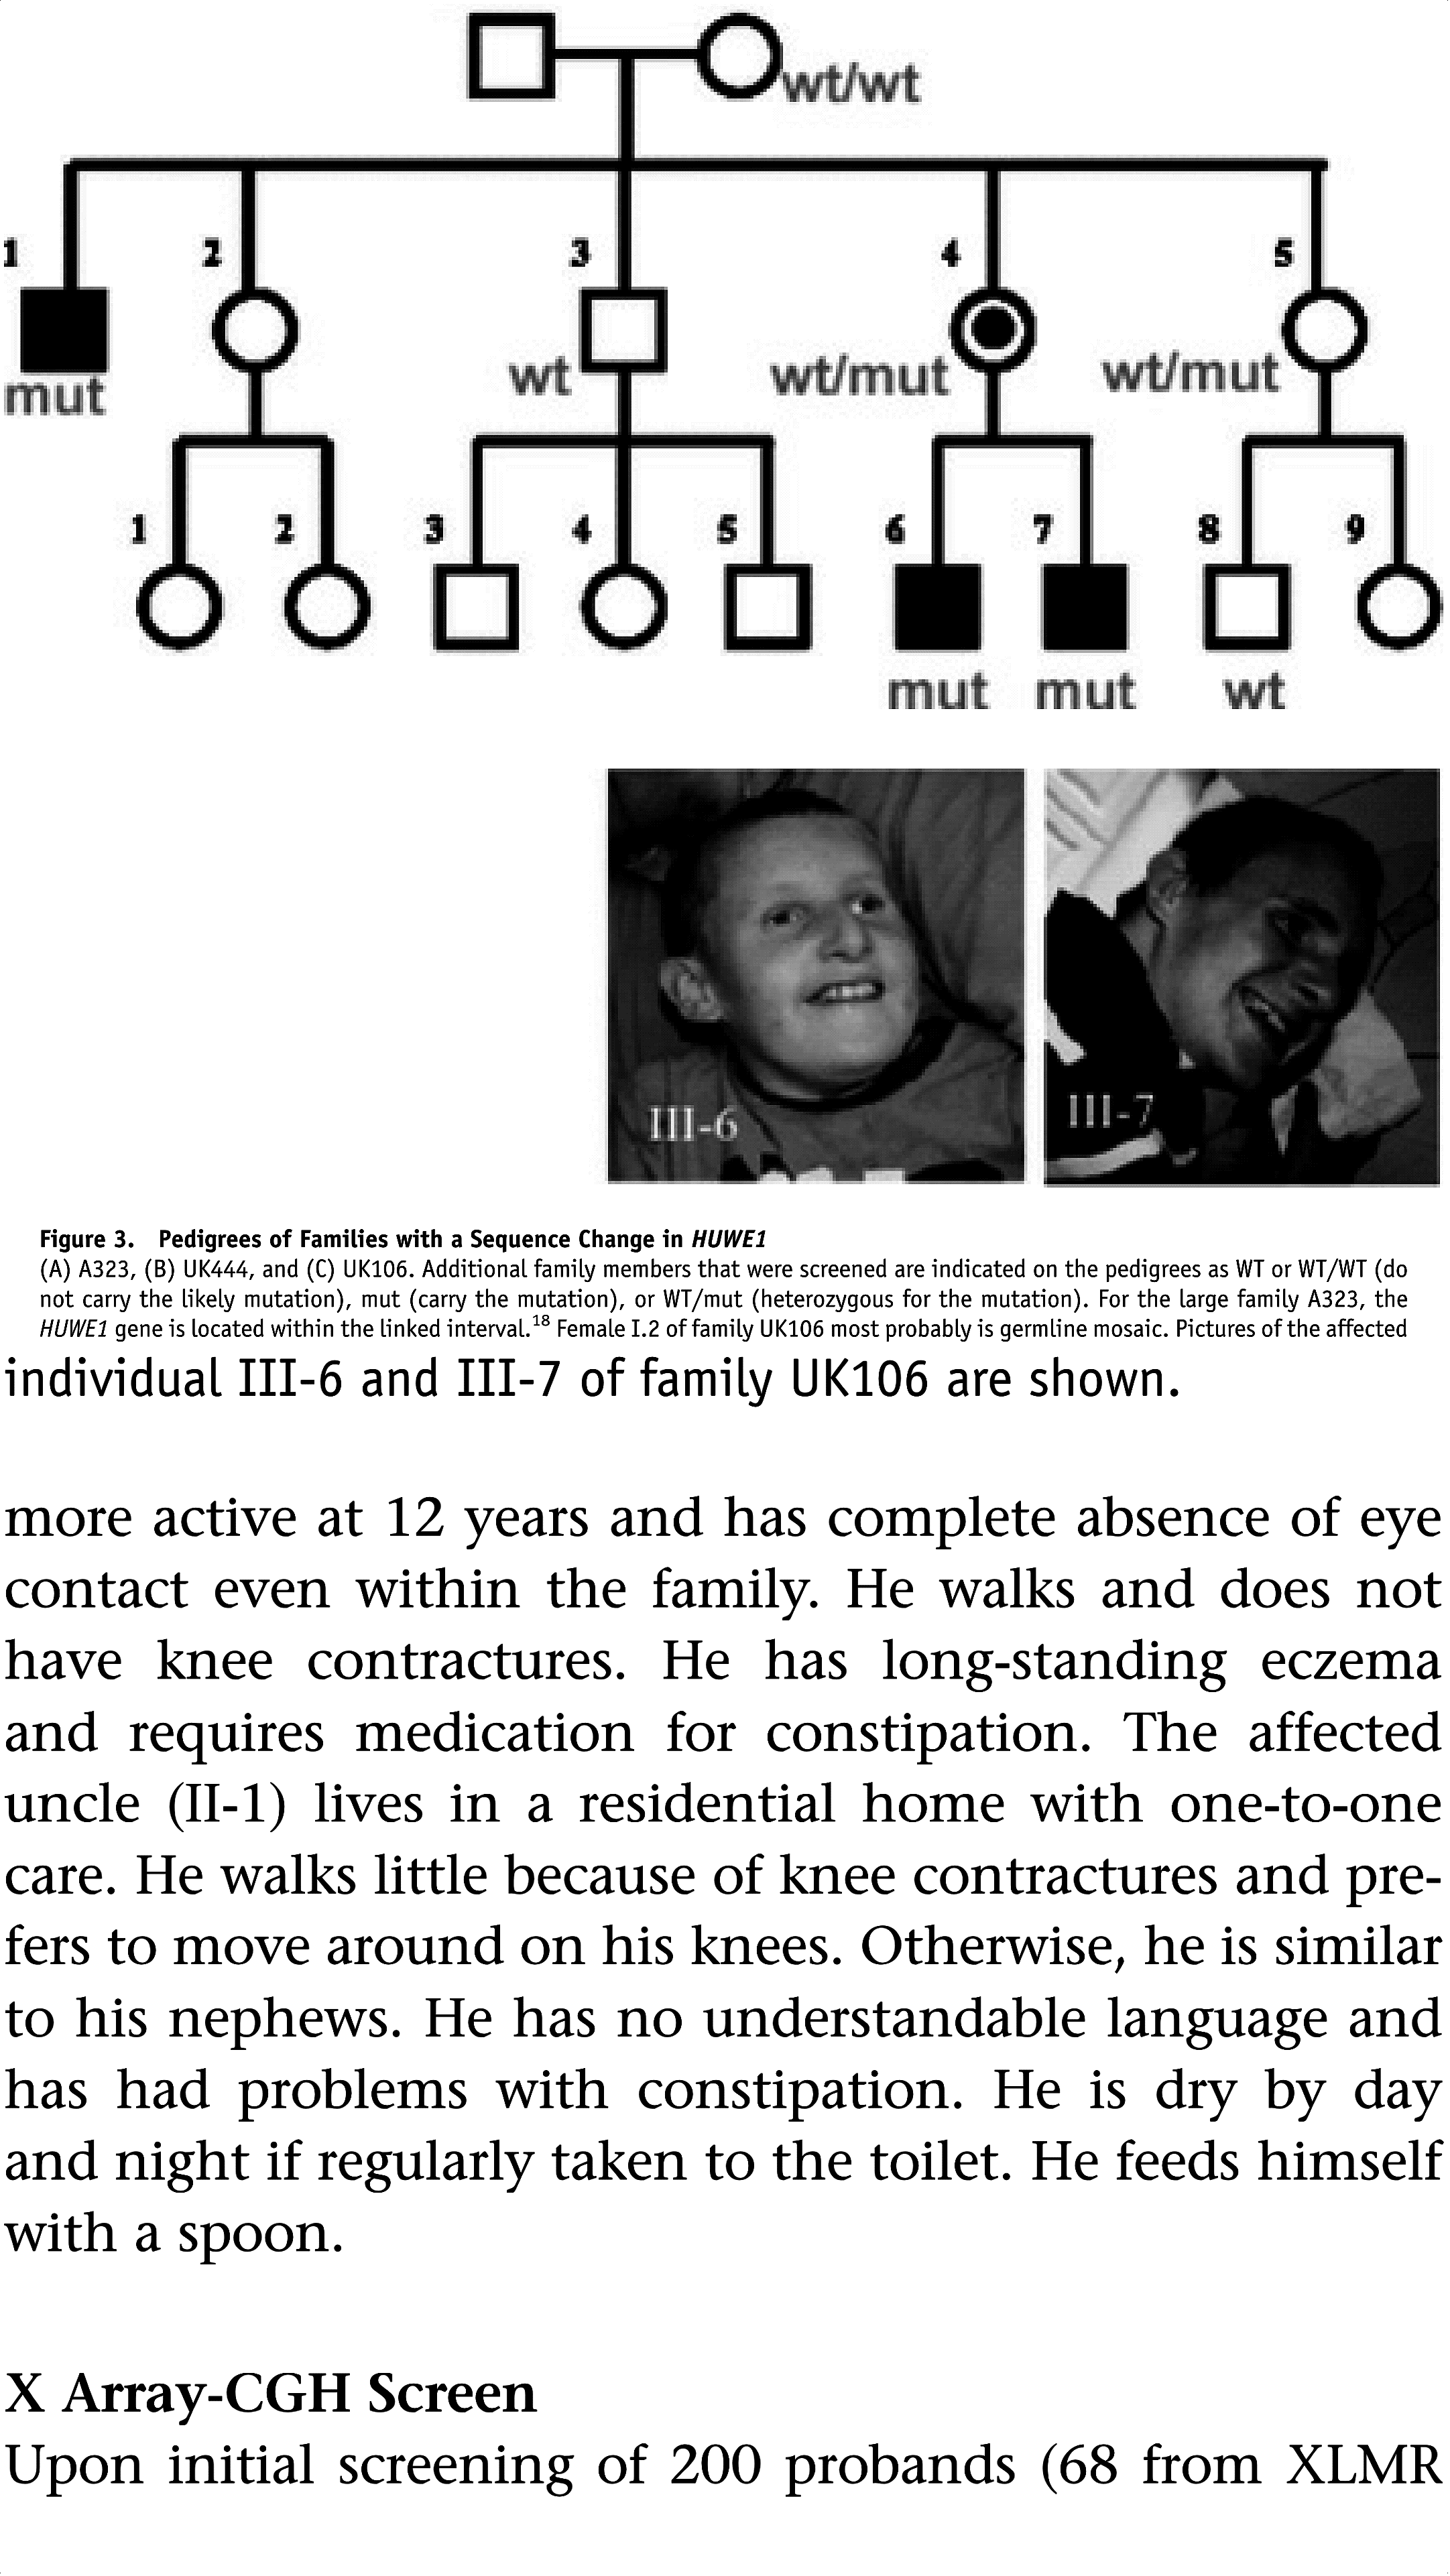 wt/wt
1 2 3 4 5
mut wt wt/mut wt/mut
1 2 3 4 5 6 7 8 9
mut mut wt
III-6 III-7
Figure 3. Pedigrees of Families with a Sequence Change in HUWE1
(A) A323, (B) UK444, and (C) UK106. Additional family members that were screened are indicated on the pedigrees as WT or WT/WT (do
not carry the likely mutation), mut (carry the mutation), or WT/mut (heterozygous for the mutation). For the large family A323, the
HUWE1 gene is located within the linked interval.18 Female I.2 of family UK106 most probably is germline mosaic. Pictures of the affected
individual III-6 and III-7 of family UK106 are shown.
more active at 12 years and has complete absence of eye
contact even within the family. He walks and does not
have knee contractures. He has long-standing eczema
and requires medication for constipation. The affected
uncle (II-1) lives in a residential home with one-to-one
care. He walks little because of knee contractures and pre-
fers to move around on his knees. Otherwise, he is similar
to his nephews. He has no understandable language and
has had problems with constipation. He is dry by day
and night if regularly taken to the toilet. He feeds himself
with a spoon.
X Array-CGH Screen
Upon initial screening of 200 probands (68 from XLMR